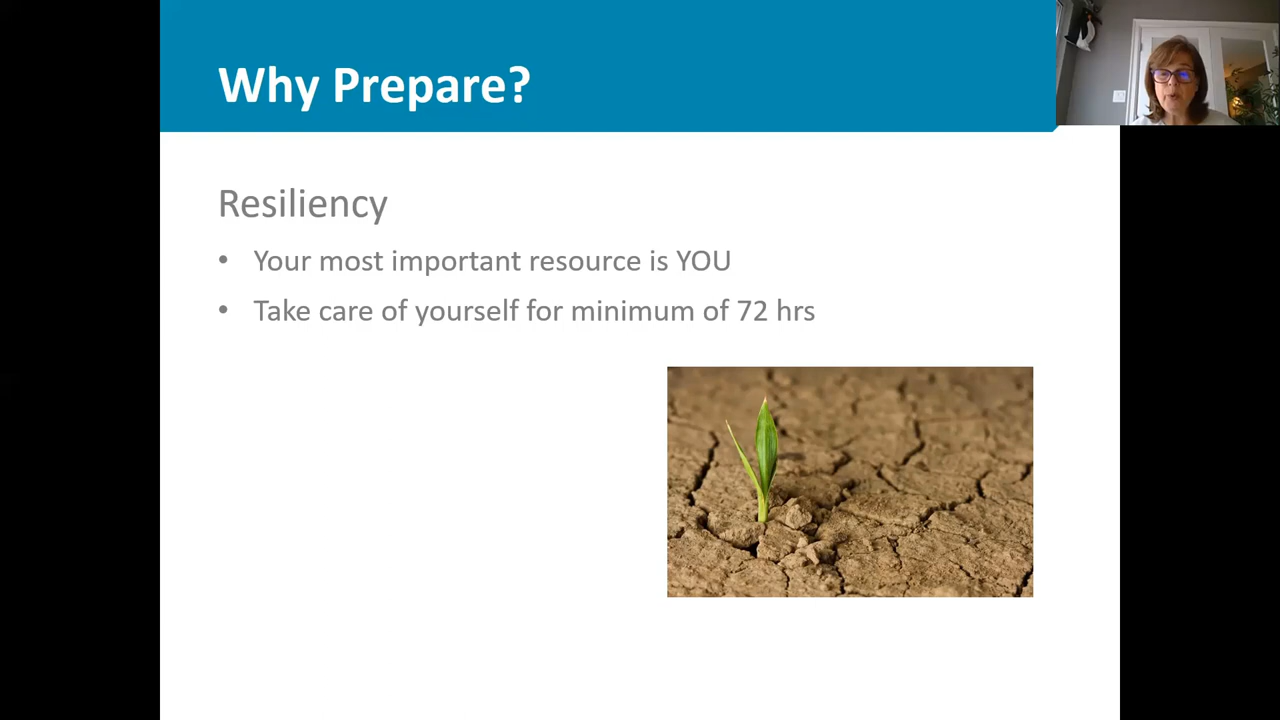 Why Prepare?
Resiliency
• Your most important resource is YOU
• Take care of yourself for minimum of 72 hrs